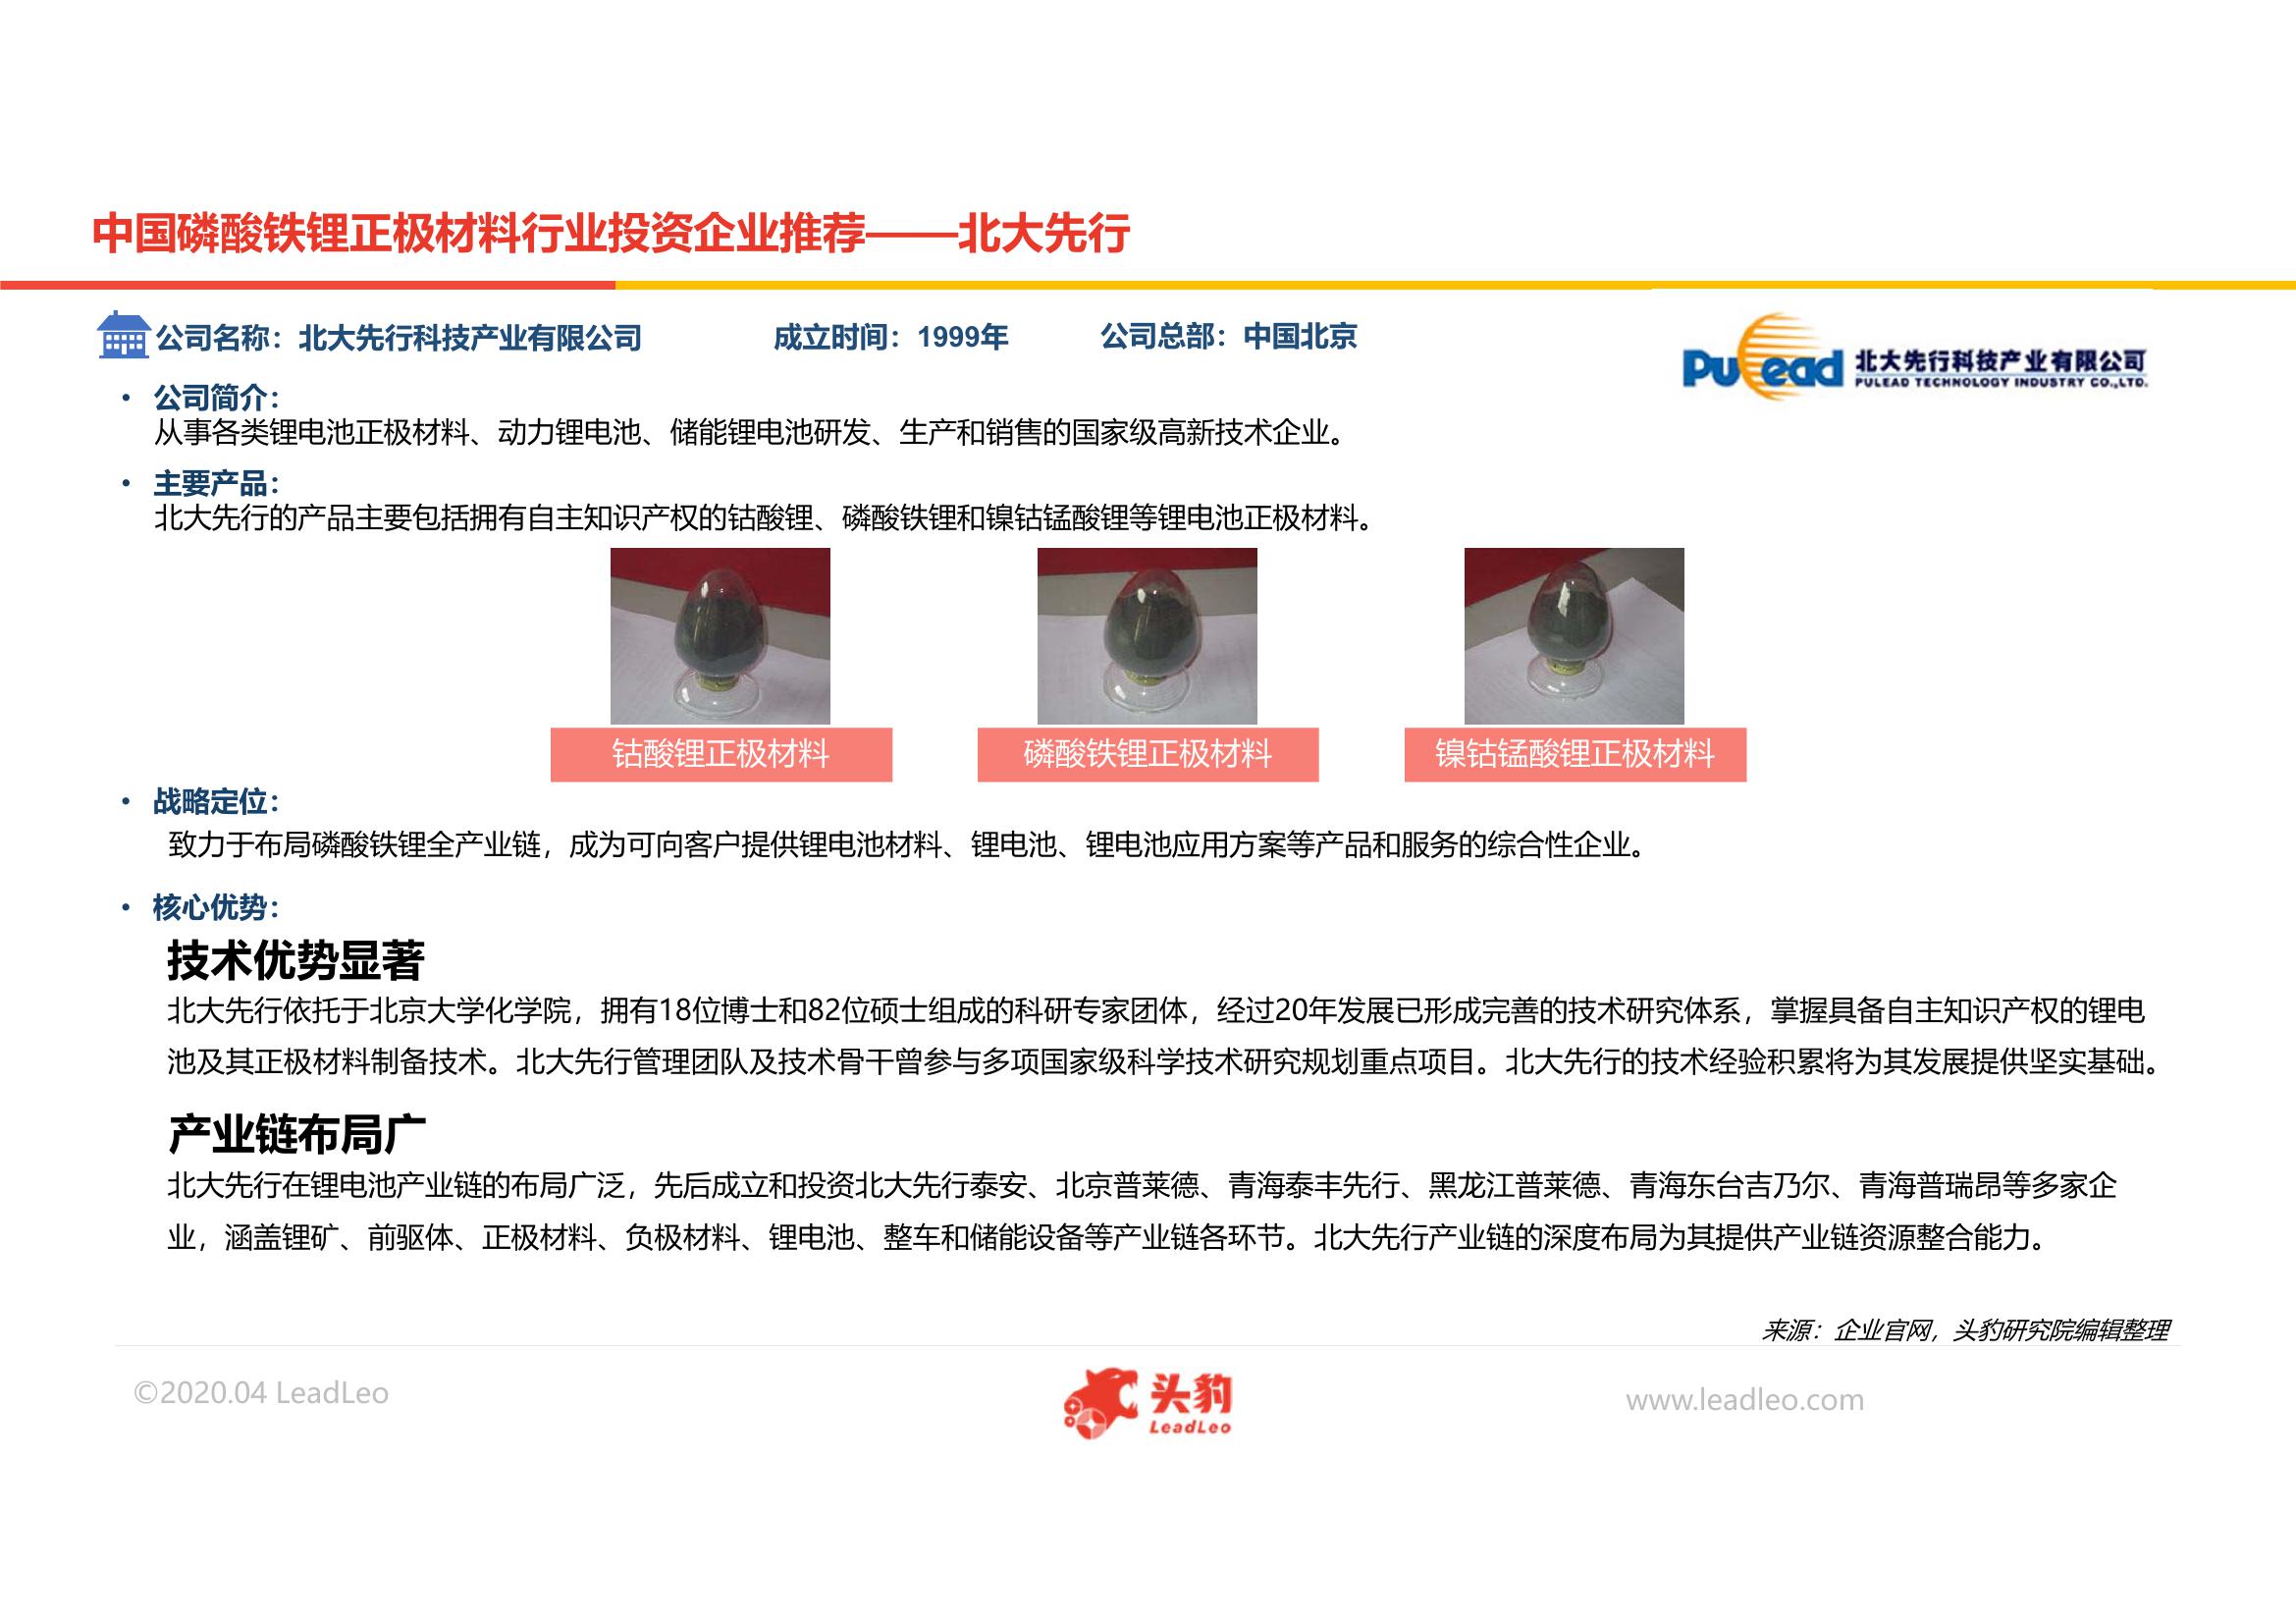 中国磷酸铁锂正极材料行业投资企业推荐——北大先行
公司名称：北大先行科技产业有限公司 成立时间：1999年 公司总部：中国北京
Pulead 北大先行科技产业有限公司
PULEAD TECHNOLOGY INDUSTRY CO.,LTD.
• 公司简介：
从事各类锂电池正极材料、动力锂电池、储能锂电池研发、生产和销售的国家级高新技术企业。
• 主要产品：
北大先行的产品主要包括拥有自主知识产权的钴酸锂、磷酸铁锂和镍钴锰酸锂等锂电池正极材料。
钴酸锂正极材料 磷酸铁锂正极材料 镍钴锰酸锂正极材料
• 战略定位：
致力于布局磷酸铁锂全产业链，成为可向客户提供锂电池材料、锂电池、锂电池应用方案等产品和服务的综合性企业。
• 核心优势：
技术优势显著
北大先行依托于北京大学化学院，拥有18位博士和82位硕士组成的科研专家团体，经过20年发展已形成完善的技术研究体系，掌握具备自主知识产权的锂电
池及其正极材料制备技术。北大先行管理团队及技术骨干曾参与多项国家级科学技术研究规划重点项目。北大先行的技术经验积累将为其发展提供坚实基础。
产业链布局广
北大先行在锂电池产业链的布局广泛，先后成立和投资北大先行泰安、北京普莱德、青海泰丰先行、黑龙江普莱德、青海东台吉乃尔、青海普瑞昂等多家企
业，涵盖锂矿、前驱体、正极材料、负极材料、锂电池、整车和储能设备等产业链各环节。北大先行产业链的深度布局为其提供产业链资源整合能力。
来源：企业官网，头豹研究院编辑整理
©2020.04 LeadLeo
头豹
LeadLeo
www.leadleo.com